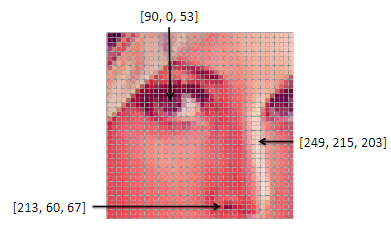 [90, 0, 53]
[249, 215, 203]
[213, 60, 67]